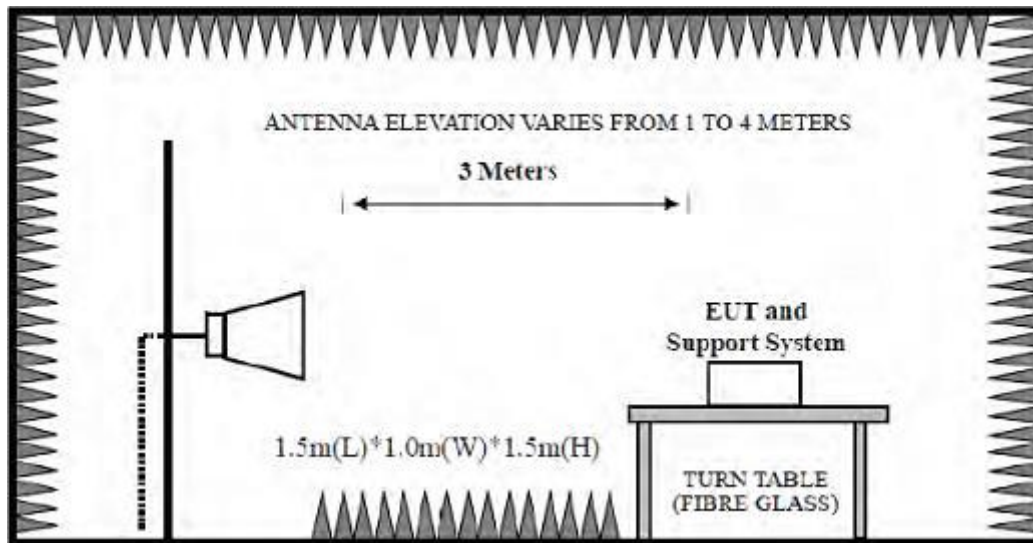 ANTENNA ELEVATION VARIES FROM 1 TO 4 METERS
3 Meters
EUT and
Support System
1.5m(L)*1.0m(W)*1.5m(H)
TURN TABLE
(FIBRE GLASS)